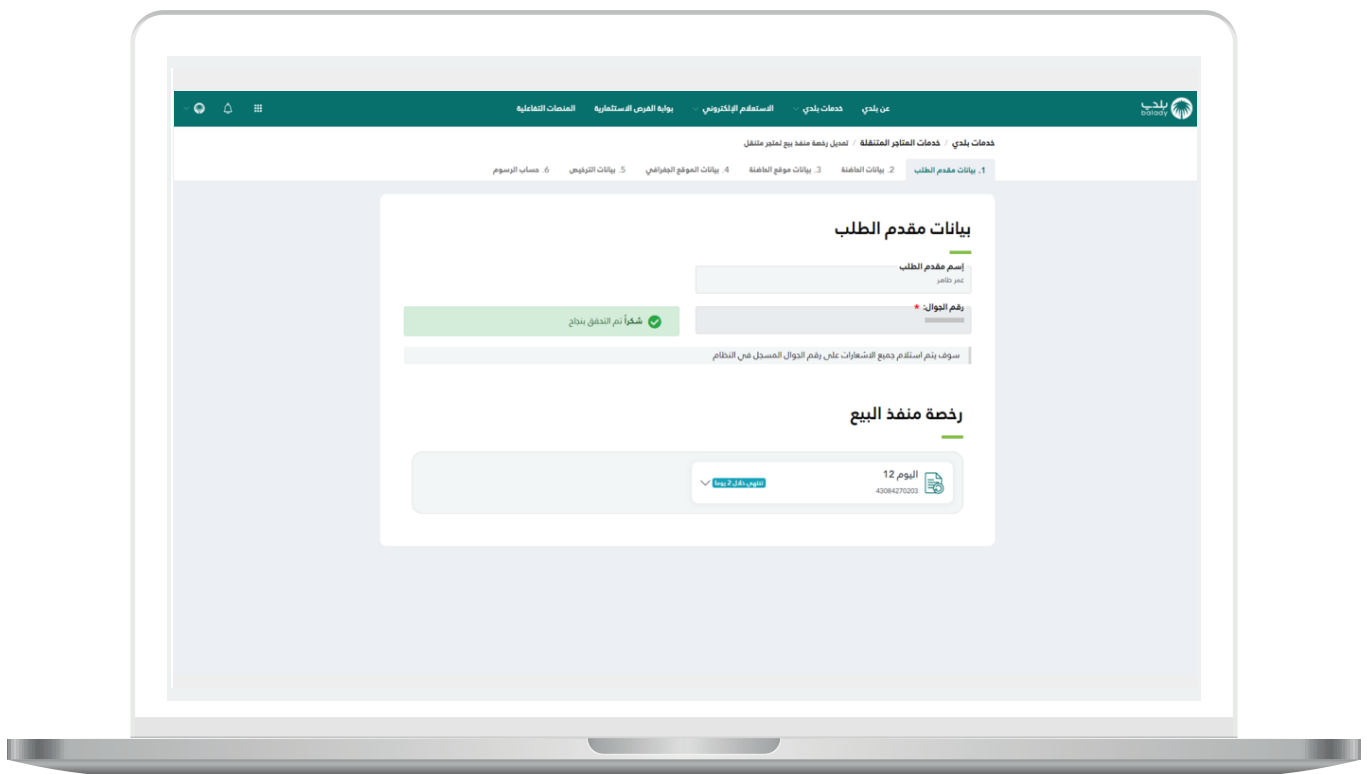 بلدي
balady
عن بلدي خدمات بلدي الاستعلام الإلكتروني بوابة الفرص الاستثمارية المنصات التفاعلية
خدمات بلدي / خدمات المتاجر المتنقلة / تعديل رخصة منفذ بيع لمتجر متنقل
1. بيانات مقدم الطلب 2. بيانات الحاضنة 3. بيانات موقع الحاضنة 4. بيانات الموقع الجغرافي 5. بيانات الترخيص 6. حساب الرسوم
بيانات مقدم الطلب
إسم مقدم الطلب
عمر ظاهر
رقم الجوال: *
شكراً تم التحقق بنجاح
سوف يتم استلام جميع الاشعارات على رقم الجوال المسجل في النظام
رخصة منفذ البيع
اليوم 12
43084270203
تنتهي خلال 2 يوما